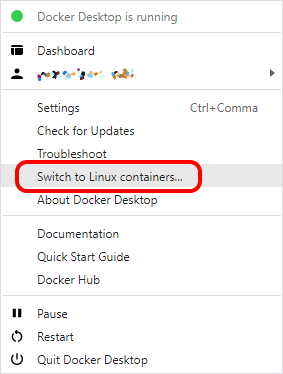 Docker Desktop is running
Dashboard
Settings Ctrl+Comma
Check for Updates
Troubleshoot
Switch to Linux containers...
About Docker Desktop
Documentation
Quick Start Guide
Docker Hub
Pause
Restart
Quit Docker Desktop